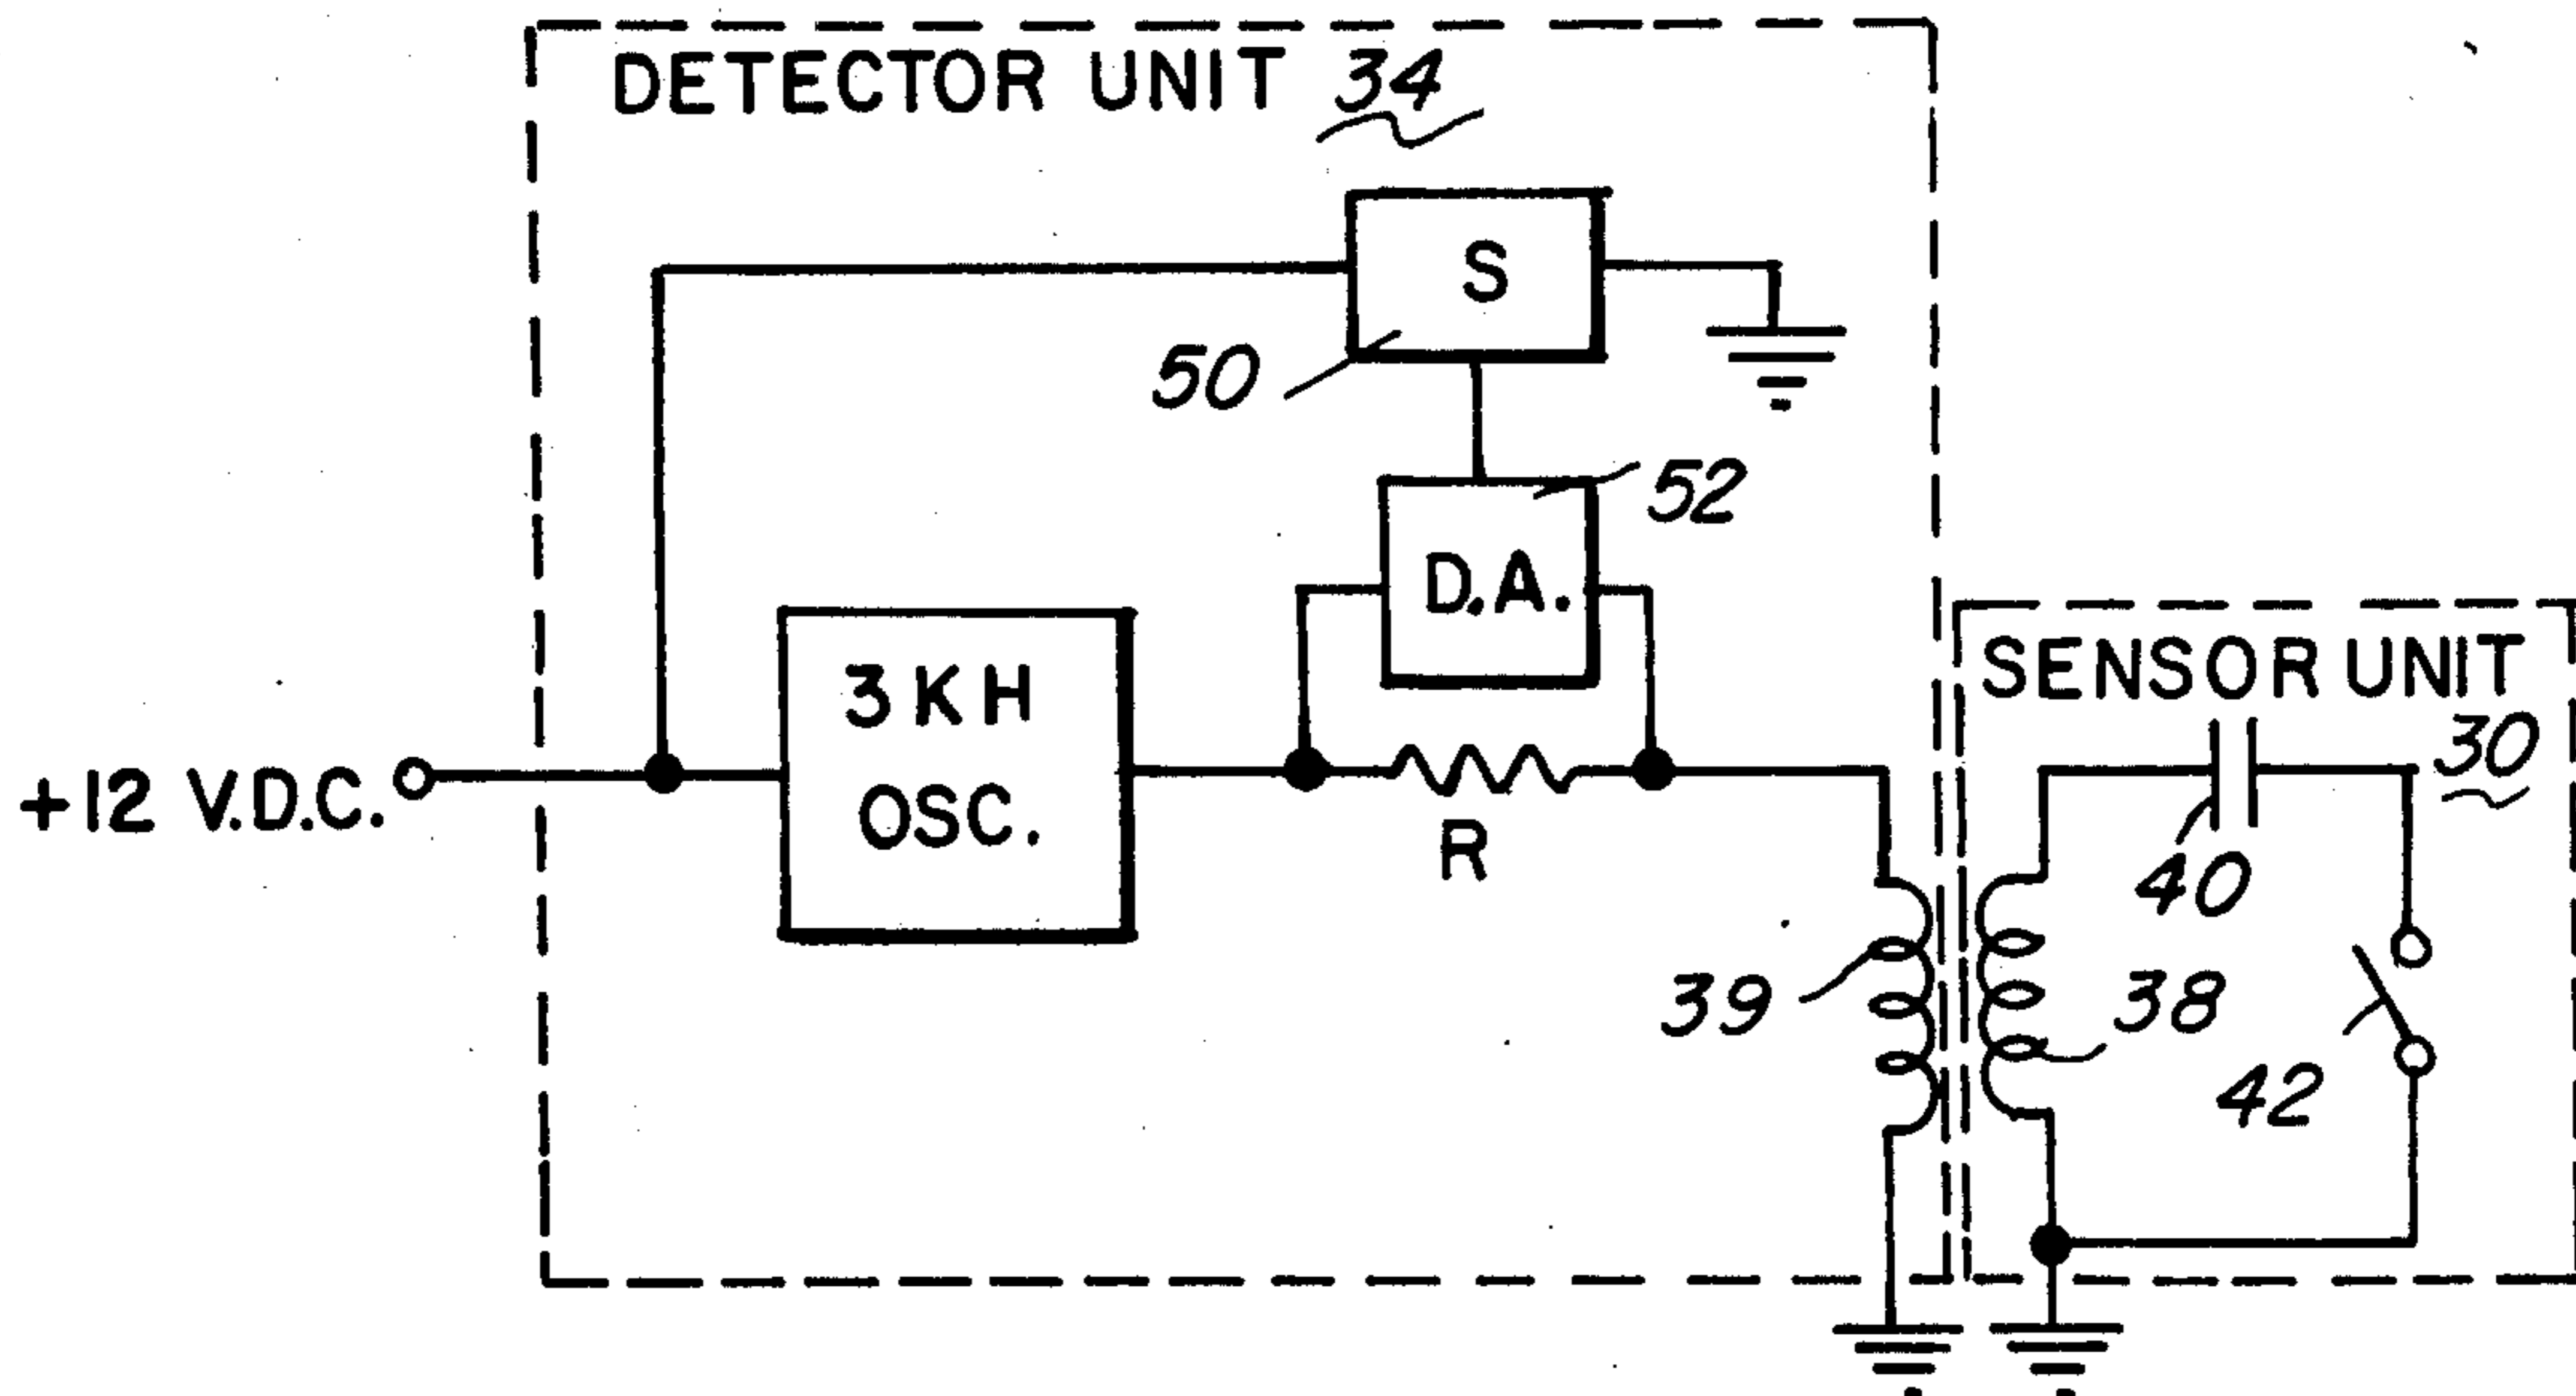 DETECTOR UNIT 34
S
50
52
D.A.
3 KH
OSC.
SENSOR UNIT
30
+12 V.D.C.
R
40
39
38
42